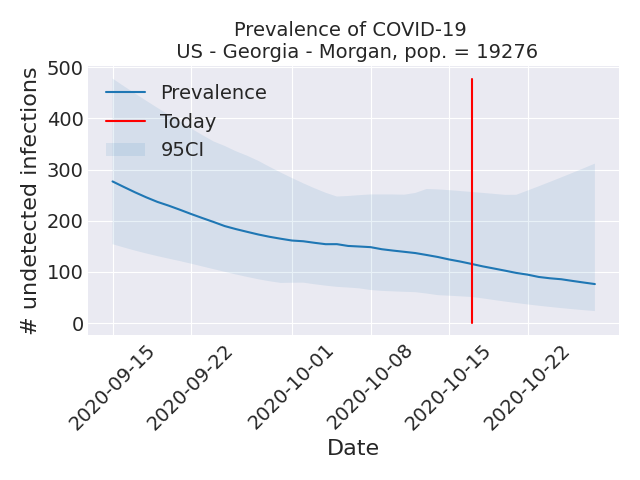 Prevalence of COVID-19
US - Georgia - Morgan, pop. = 19276
# undetected infections
500
400
300
200
100
0
Prevalence
Today
95CI
2020-09-15
2020-09-22
2020-10-01
2020-10-08
2020-10-15
2020-10-22
Date